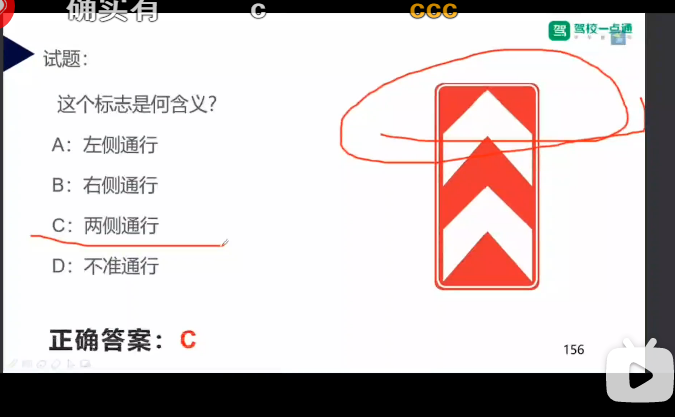 确实有 C CCC
驾校一点通
试题：
这个标志是何含义?
A：左侧通行
B：右侧通行
C：两侧通行
D：不准通行
正确答案：C
156